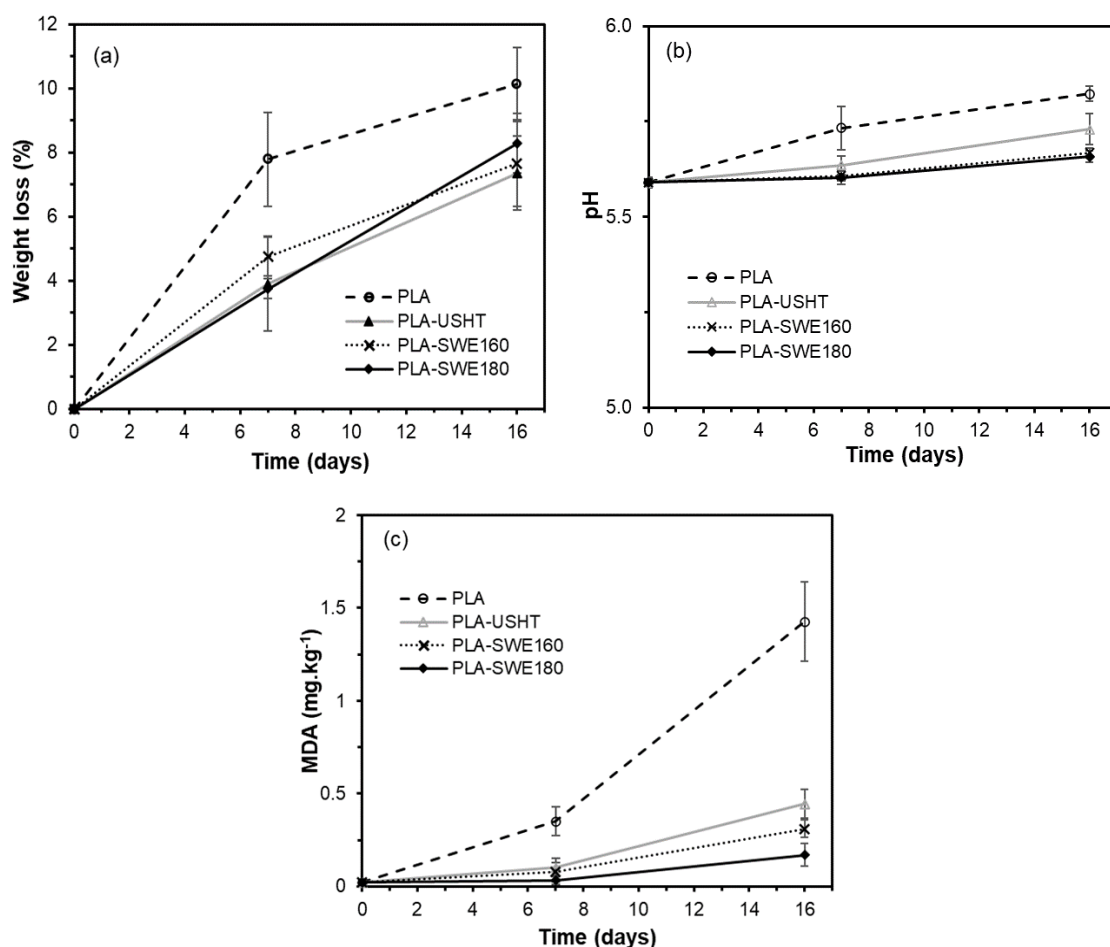 (a)
12
10
8
6
4
2
0
Weight loss (%)
PLA
PLA-USHT
PLA-SWE160
PLA-SWE180
0 2 4 6 8 10 12 14 16
Time (days)
(b)
6.0
5.5
5.0
pH
PLA
PLA-USHT
PLA-SWE160
PLA-SWE180
0 2 4 6 8 10 12 14 16
Time (days)
(c)
2
1.5
1
0.5
0
MDA (mg.kg⁻¹)
PLA
PLA-USHT
PLA-SWE160
PLA-SWE180
0 2 4 6 8 10 12 14 16
Time (days)